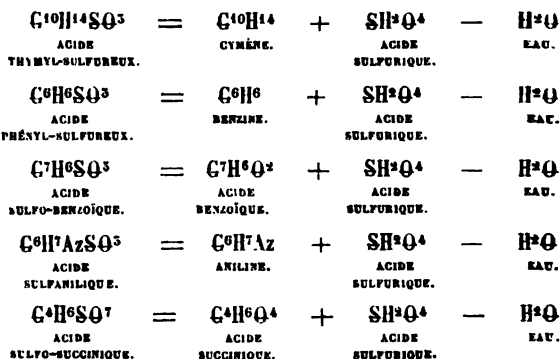 C¹⁰H¹⁴SO³ = C¹⁰H¹⁴ + SH²O⁴ − H²O
ACIDE CYMÈNE. ACIDE EAU.
THYMYL-SULFUREUX. SULFURIQUE.
C⁶H⁶SO³ = C⁶H⁶ + SH²O⁴ − H²O
ACIDE BENZINE. ACIDE EAU.
PHÉNYL-SULFUREUX. SULFURIQUE.
C⁷H⁶SO³ = C⁷H⁶O² + SH²O⁴ − H²O
ACIDE ACIDE ACIDE EAU.
SULFO-BENZOÏQUE. BENZOÏQUE. SULFURIQUE.
C⁶H⁷AzSO³ = C⁶H⁷Az + SH²O⁴ − H²O
ACIDE ANILINE. ACIDE EAU.
SULFANILIQUE. SULFURIQUE.
C⁴H⁶SO⁷ = C⁴H⁶O⁴ + SH²O⁴ − H²O
ACIDE ACIDE ACIDE EAU.
SULFO-SUCCINIQUE. SUCCINIQUE. SULFURIQUE.